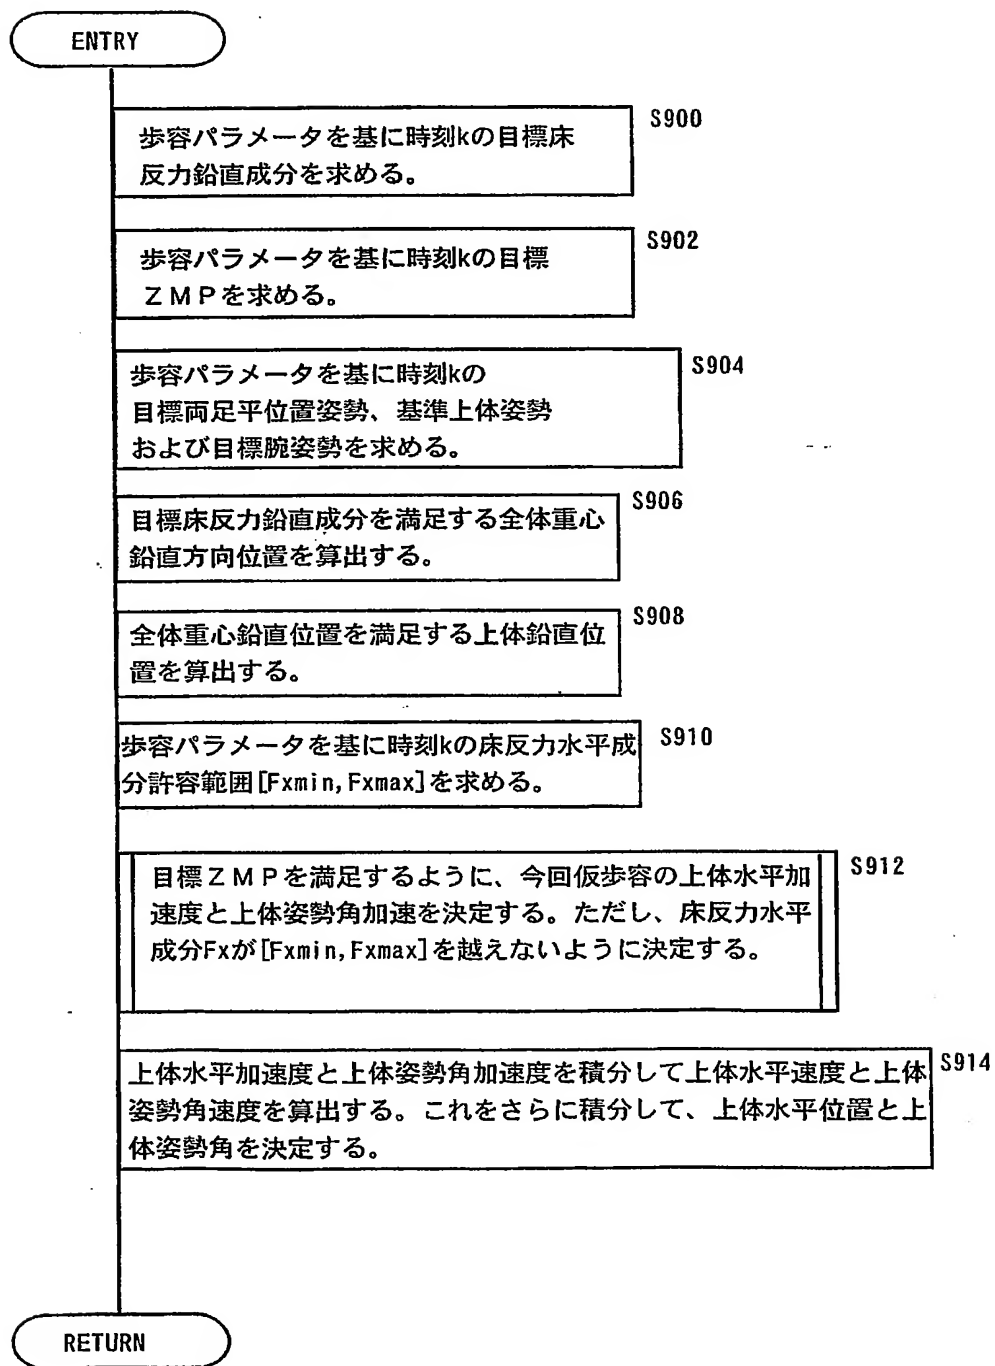 ENTRY
S900
歩容パラメータを基に時刻kの目標床
反力鉛直成分を求める。
S902
歩容パラメータを基に時刻kの目標
ZMPを求める。
S904
歩容パラメータを基に時刻kの
目標両足平位置姿勢、基準上体姿勢
および目標腕姿勢を求める。
S906
目標床反力鉛直成分を満足する全体重心
鉛直方向位置を算出する。
S908
全体重心鉛直位置を満足する上体鉛直位
置を算出する。
S910
歩容パラメータを基に時刻kの床反力水平成
分許容範囲[Fxmin,Fxmax]を求める。
S912
目標ZMPを満足するように、今回仮歩容の上体水平加
速度と上体姿勢角加速を決定する。ただし、床反力水平
成分Fxが[Fxmin,Fxmax]を越えないように決定する。
S914
上体水平加速度と上体姿勢角加速度を積分して上体水平速度と上体
姿勢角速度を算出する。これをさらに積分して、上体水平位置と上
体姿勢角を決定する。
RETURN